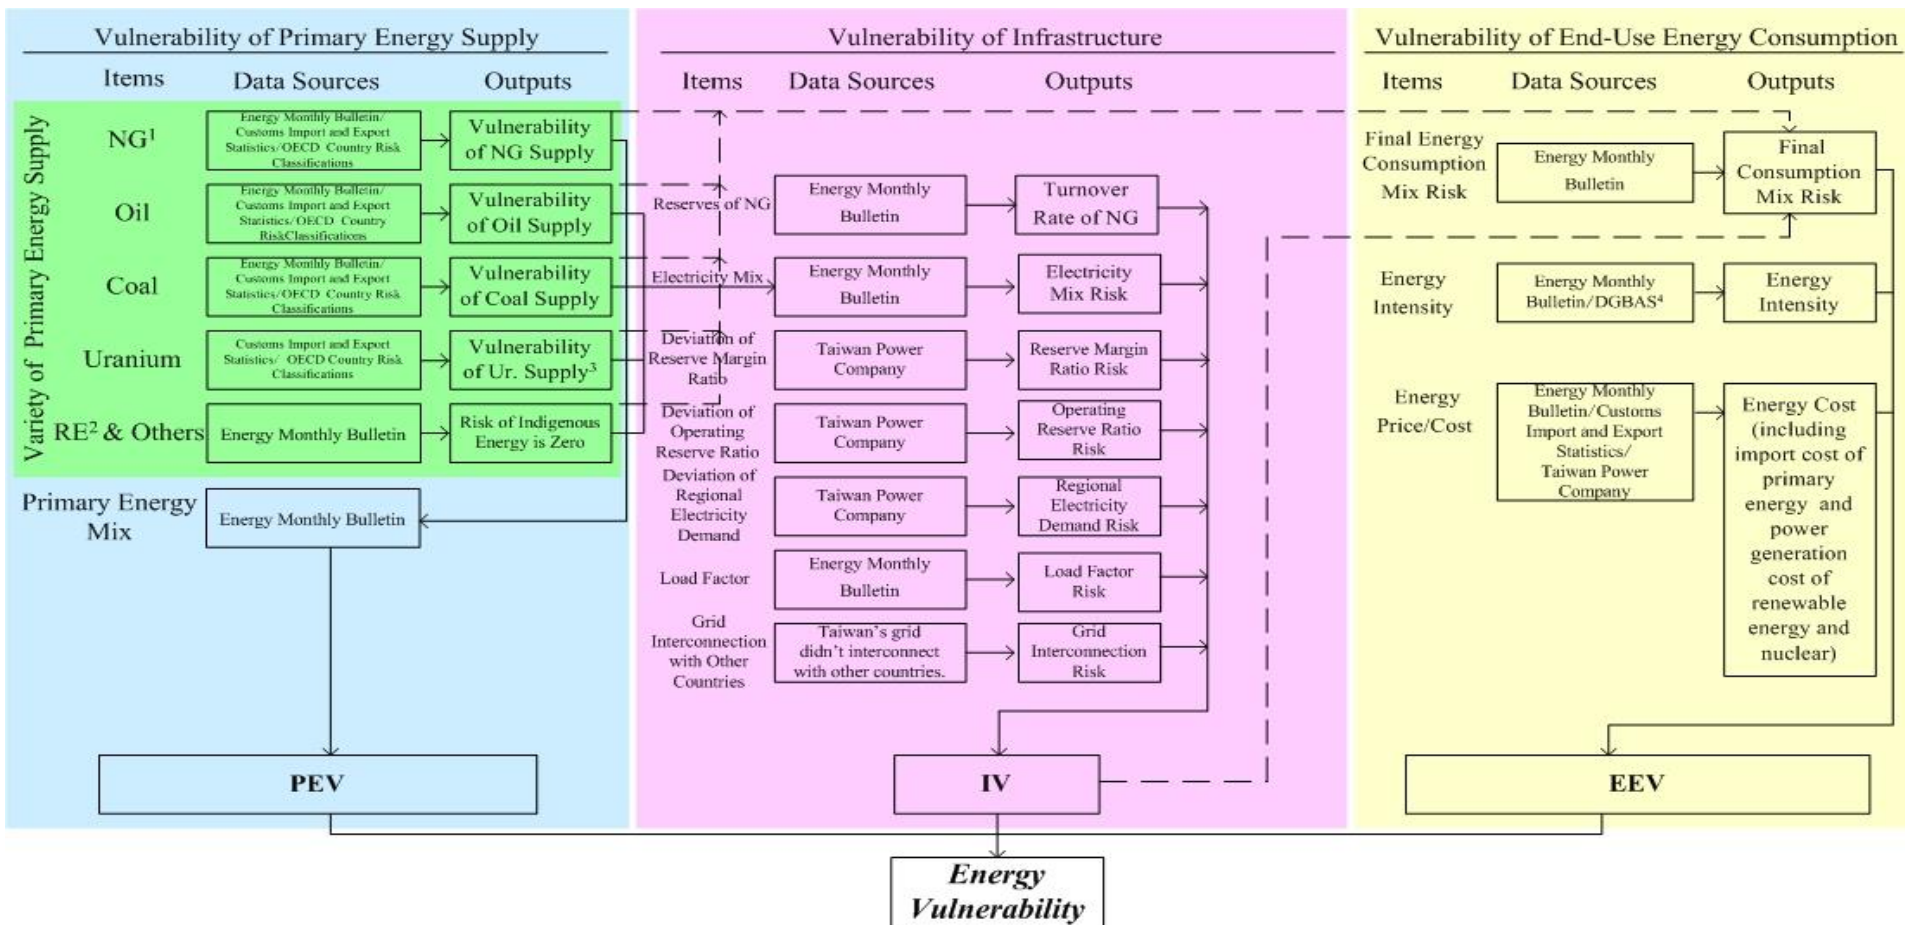 Vulnerability of Primary Energy Supply
Items
Data Sources
Outputs
Variety of Primary Energy Supply
NG¹
Energy Monthly Bulletin/
Customs Import and Export
Statistics/OECD Country Risk
Classifications
Vulnerability
of NG Supply
Oil
Energy Monthly Bulletin/
Customs Import and Export
Statistics/OECD Country
RiskClassifications
Vulnerability
of Oil Supply
Coal
Energy Monthly Bulletin/
Customs Import and Export
Statistics/OECD Country Risk
Classifications
Vulnerability
of Coal Supply
Uranium
Customs Import and Export
Statistics/ OECD Country Risk
Classifications
Vulnerability
of Ur. Supply³
RE² & Others
Energy Monthly Bulletin
Risk of Indigenous
Energy is Zero
Primary Energy
Mix
Energy Monthly Bulletin
PEV
Vulnerability of Infrastructure
Items
Data Sources
Outputs
Reserves of NG
Energy Monthly
Bulletin
Turnover
Rate of NG
Electricity Mix
Energy Monthly
Bulletin
Electricity
Mix Risk
Deviation of
Reserve Margin
Ratio
Taiwan Power
Company
Reserve Margin
Ratio Risk
Deviation of
Operating
Reserve Ratio
Taiwan Power
Company
Operating
Reserve Ratio
Risk
Deviation of
Regional
Electricity
Demand
Taiwan Power
Company
Regional
Electricity
Demand Risk
Load Factor
Energy Monthly
Bulletin
Load Factor
Risk
Grid
Interconnection
with Other
Countries
Taiwan's grid
didn't interconnect
with other countries.
Grid
Interconnection
Risk
IV
Vulnerability of End-Use Energy Consumption
Items
Data Sources
Outputs
Final Energy
Consumption
Mix Risk
Energy Monthly
Bulletin
Final
Consumption
Mix Risk
Energy
Intensity
Energy Monthly
Bulletin/DGBAS⁴
Energy
Intensity
Energy
Price/Cost
Energy Monthly
Bulletin/Customs
Import and Export
Statistics/
Taiwan Power
Company
Energy Cost
(including
import cost of
primary
energy and
power
generation
cost of
renewable
energy and
nuclear)
EEV
Energy
Vulnerability